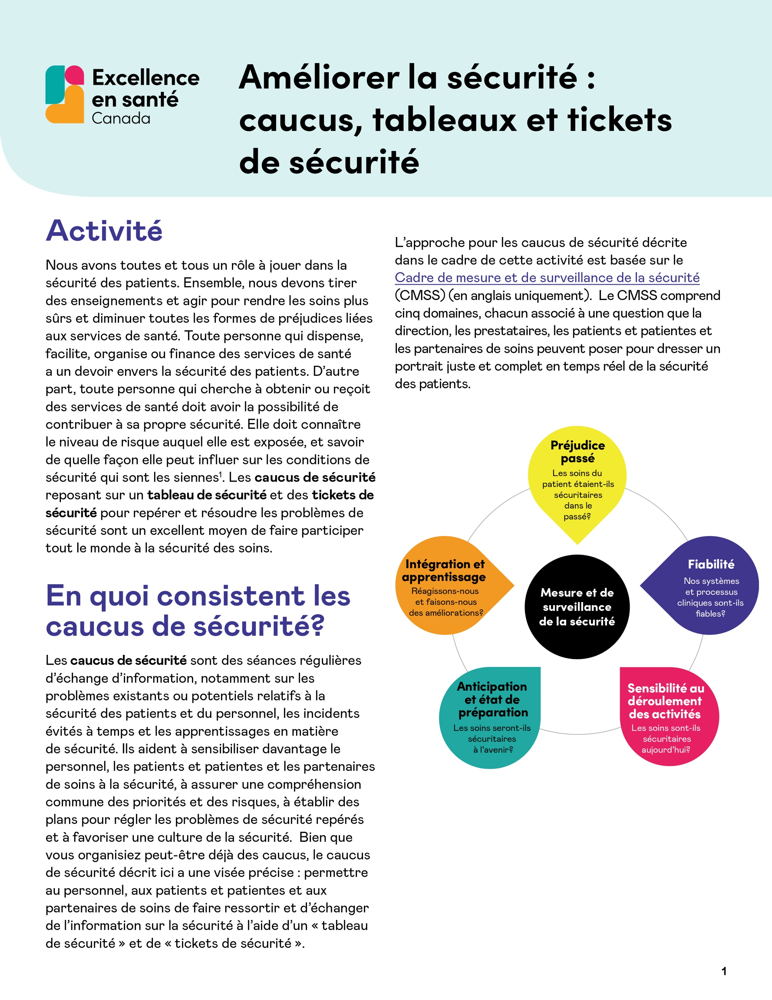 Excellence
en santé
Canada
Améliorer la sécurité :
caucus, tableaux et tickets
de sécurité
Activité
Nous avons toutes et tous un rôle à jouer dans la
sécurité des patients. Ensemble, nous devons tirer
des enseignements et agir pour rendre les soins plus
sûrs et diminuer toutes les formes de préjudices liées
aux services de santé. Toute personne qui dispense,
facilite, organise ou finance des services de santé
a un devoir envers la sécurité des patients. D’autre
part, toute personne qui cherche à obtenir ou reçoit
des services de santé doit avoir la possibilité de
contribuer à sa propre sécurité. Elle doit connaître
le niveau de risque auquel elle est exposée, et savoir
de quelle façon elle peut influer sur les conditions de
sécurité qui sont les siennes¹. Les caucus de sécurité
reposant sur un tableau de sécurité et des tickets de
sécurité pour repérer et résoudre les problèmes de
sécurité sont un excellent moyen de faire participer
tout le monde à la sécurité des soins.
En quoi consistent les
caucus de sécurité?
Les caucus de sécurité sont des séances régulières
d’échange d’information, notamment sur les
problèmes existants ou potentiels relatifs à la
sécurité des patients et du personnel, les incidents
évités à temps et les apprentissages en matière
de sécurité. Ils aident à sensibiliser davantage le
personnel, les patients et patientes et les partenaires
de soins à la sécurité, à assurer une compréhension
commune des priorités et des risques, à établir des
plans pour régler les problèmes de sécurité repérés
et à favoriser une culture de la sécurité.  Bien que
vous organisiez peut-être déjà des caucus, le caucus
de sécurité décrit ici a une visée précise : permettre
au personnel, aux patients et patientes et aux
partenaires de soins de faire ressortir et d’échanger
de l’information sur la sécurité à l’aide d’un « tableau
de sécurité » et de « tickets de sécurité ».
L’approche pour les caucus de sécurité décrite
dans le cadre de cette activité est basée sur le
Cadre de mesure et de surveillance de la sécurité
(CMSS) (en anglais uniquement).  Le CMSS comprend
cinq domaines, chacun associé à une question que la
direction, les prestataires, les patients et patientes et
les partenaires de soins peuvent poser pour dresser un
portrait juste et complet en temps réel de la sécurité
des patients.
Préjudice
passé
Les soins du
patient étaient-ils
sécuritaires
dans le
passé?
Intégration et
apprentissage
Réagissons-nous
et faisons-nous
des améliorations?
Mesure et de
surveillance
de la sécurité
Fiabilité
Nos systèmes
et processus
cliniques sont-ils
fiables?
Anticipation
et état de
préparation
Les soins seront-ils
sécuritaires
à l’avenir?
Sensibilité au
déroulement
des activités
Les soins sont-ils
sécuritaires
aujourd’hui?
1